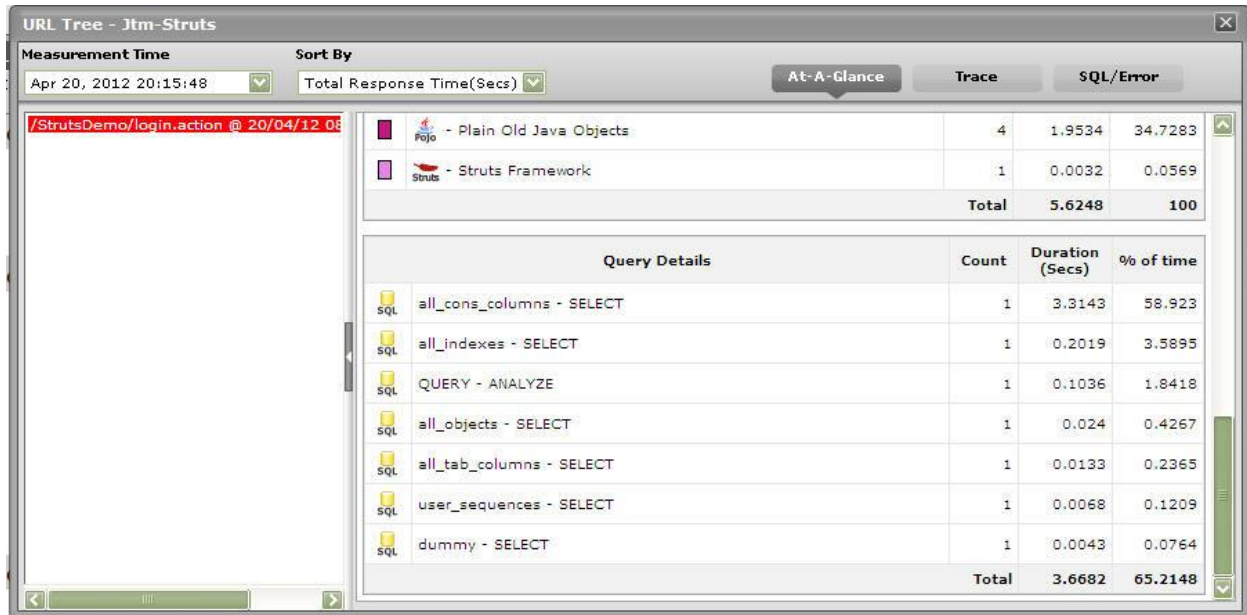 URL Tree - Jtm-Struts
Measurement Time Sort By
Apr 20, 2012 20:15:48 Total Response Time(Secs) At-A-Glance Trace SQL/Error
/StrutsDemo/login.action @ 20/04/12 08
Pojo - Plain Old Java Objects 4 1.9534 34.7283
Struts - Struts Framework 1 0.0032 0.0569
Total 5.6248 100
Query Details Count Duration (Secs) % of time
SQL all_cons_columns - SELECT 1 3.3143 58.923
SQL all_indexes - SELECT 1 0.2019 3.5895
SQL QUERY - ANALYZE 1 0.1036 1.8418
SQL all_objects - SELECT 1 0.024 0.4267
SQL all_tab_columns - SELECT 1 0.0133 0.2365
SQL user_sequences - SELECT 1 0.0068 0.1209
SQL dummy - SELECT 1 0.0043 0.0764
Total 3.6682 65.2148